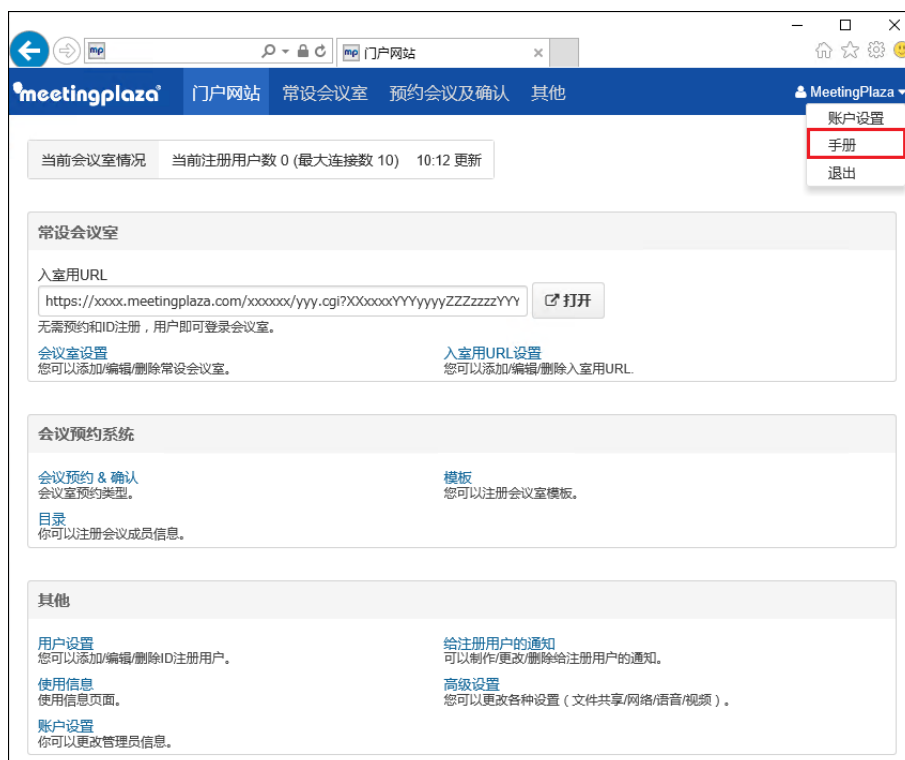 mp
mp 门户网站
meetingplaza 门户网站 常设会议室 预约会议及确认 其他 MeetingPlaza
账户设置
手册
退出
当前会议室情况 当前注册用户数 0 (最大连接数 10) 10:12 更新
常设会议室
入室用URL
https://xxxx.meetingplaza.com/xxxxxx/yyy.cgi?XXxxxxYYYyyyyZZZzzzzYYY 打开
无需预约和ID注册，用户即可登录会议室。
会议室设置 入室用URL设置
您可以添加/编辑/删除常设会议室。 您可以添加/编辑/删除入室用URL.
会议预约系统
会议预约 & 确认 模板
会议室预约类型。 您可以注册会议室模板。
目录
你可以注册会议成员信息。
其他
用户设置 给注册用户的通知
您可以添加/编辑/删除ID注册用户。 可以制作/更改/删除给注册用户的通知。
使用信息 高级设置
使用信息页面。 您可以更改各种设置（文件共享/网络/语音/视频）.
账户设置
你可以更改管理员信息。